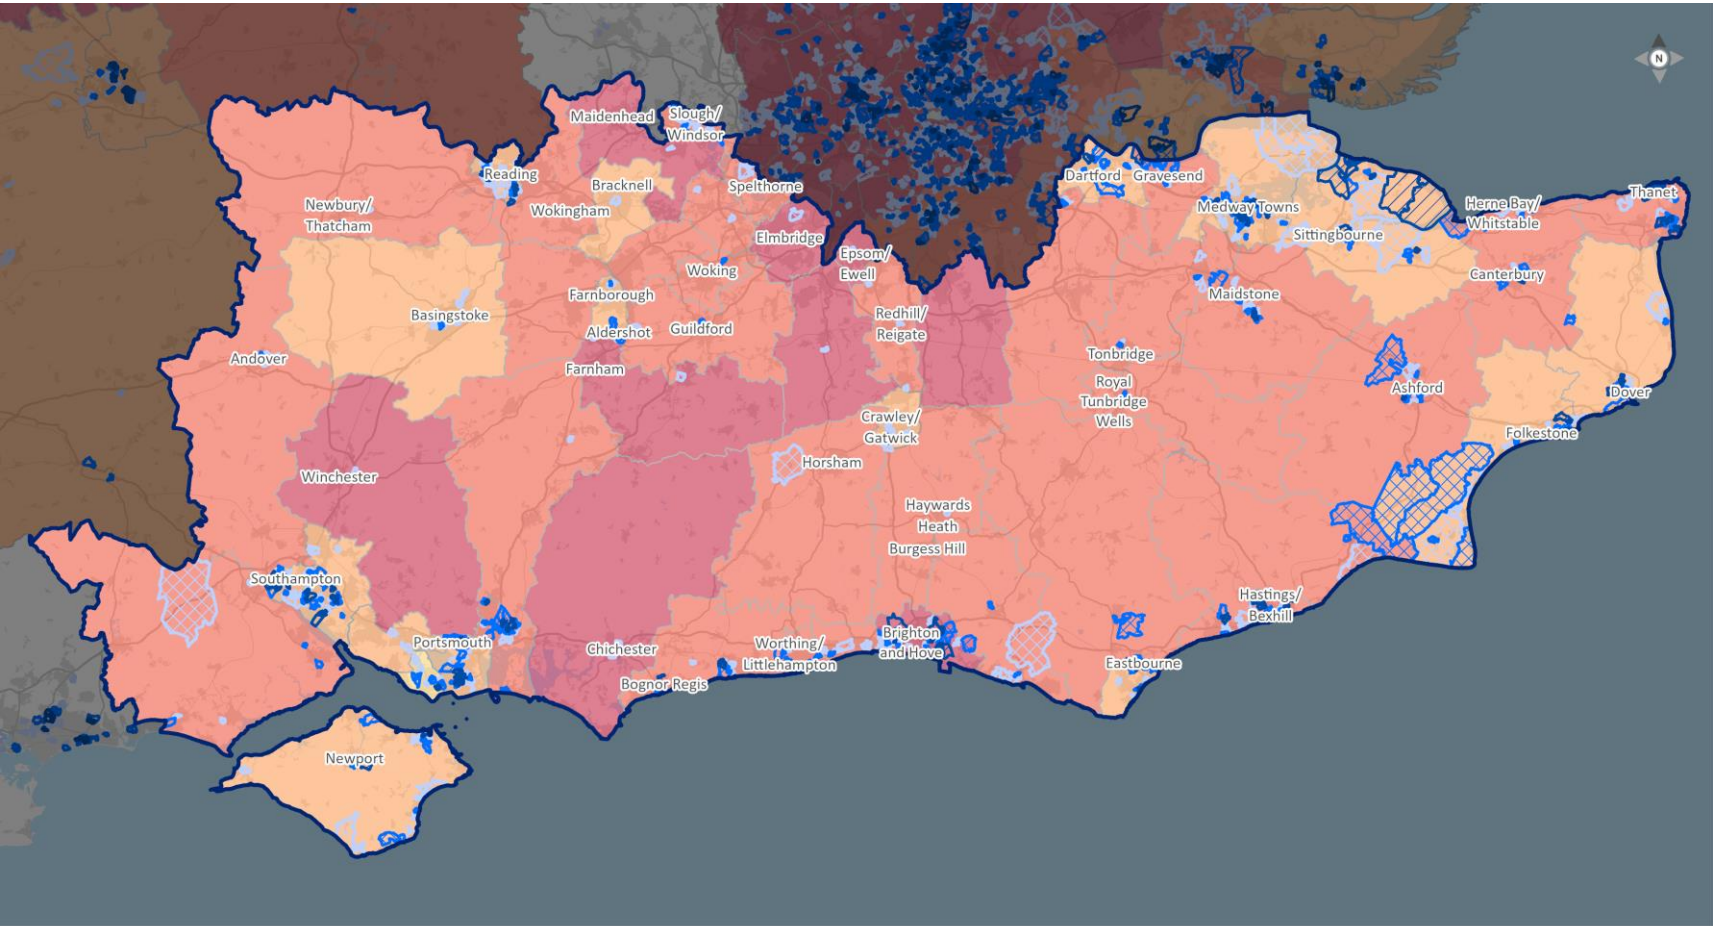 N
Maidenhead
Slough/
Windsor
Reading
Bracknell
Spelthorne
Dartford
Gravesend
Thanet
Newbury/
Thatcham
Wokingham
Medway Towns
Herne Bay/
Whitstable
Elmbridge
Sittingbourne
Epsom/
Ewell
Woking
Canterbury
Farnborough
Maidstone
Basingstoke
Aldershot
Guildford
Redhill/
Reigate
Andover
Farnham
Tonbridge
Royal
Tunbridge
Wells
Ashford
Dover
Crawley/
Gatwick
Folkestone
Winchester
Horsham
Haywards
Heath
Burgess Hill
Southampton
Hastings/
Bexhill
Portsmouth
Chichester
Worthing/
Littlehampton
Brighton
and Hove
Eastbourne
Bognor Regis
Newport